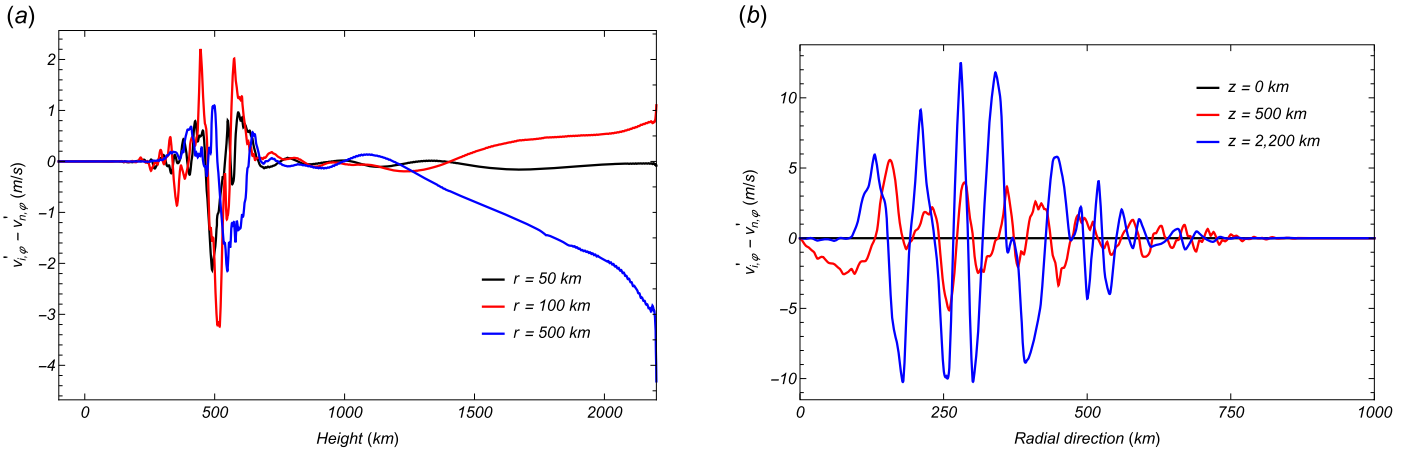 (a)
v′i,φ − v′n,φ (m/s)
2
1
0
−1
−2
−3
−4
r = 50 km
r = 100 km
r = 500 km
0 500 1000 1500 2000
Height (km)
(b)
v′i,φ − v′n,φ (m/s)
10
5
0
−5
−10
z = 0 km
z = 500 km
z = 2,200 km
0 250 500 750 1000
Radial direction (km)